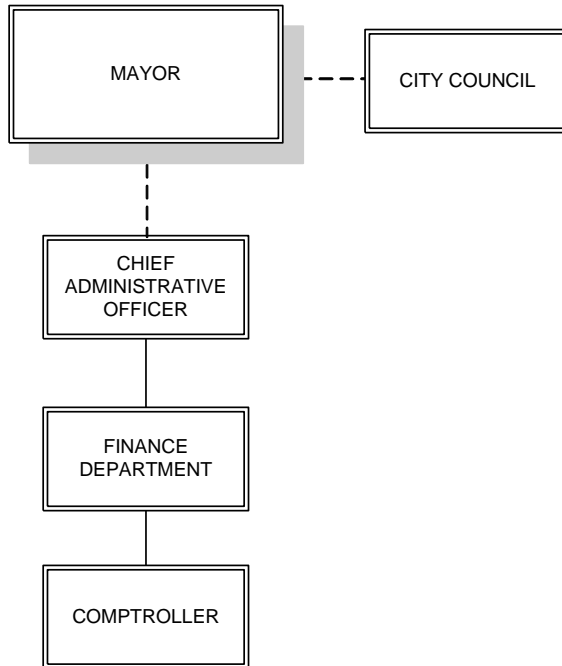 MAYOR
CITY COUNCIL
CHIEF
ADMINISTRATIVE
OFFICER
FINANCE
DEPARTMENT
COMPTROLLER